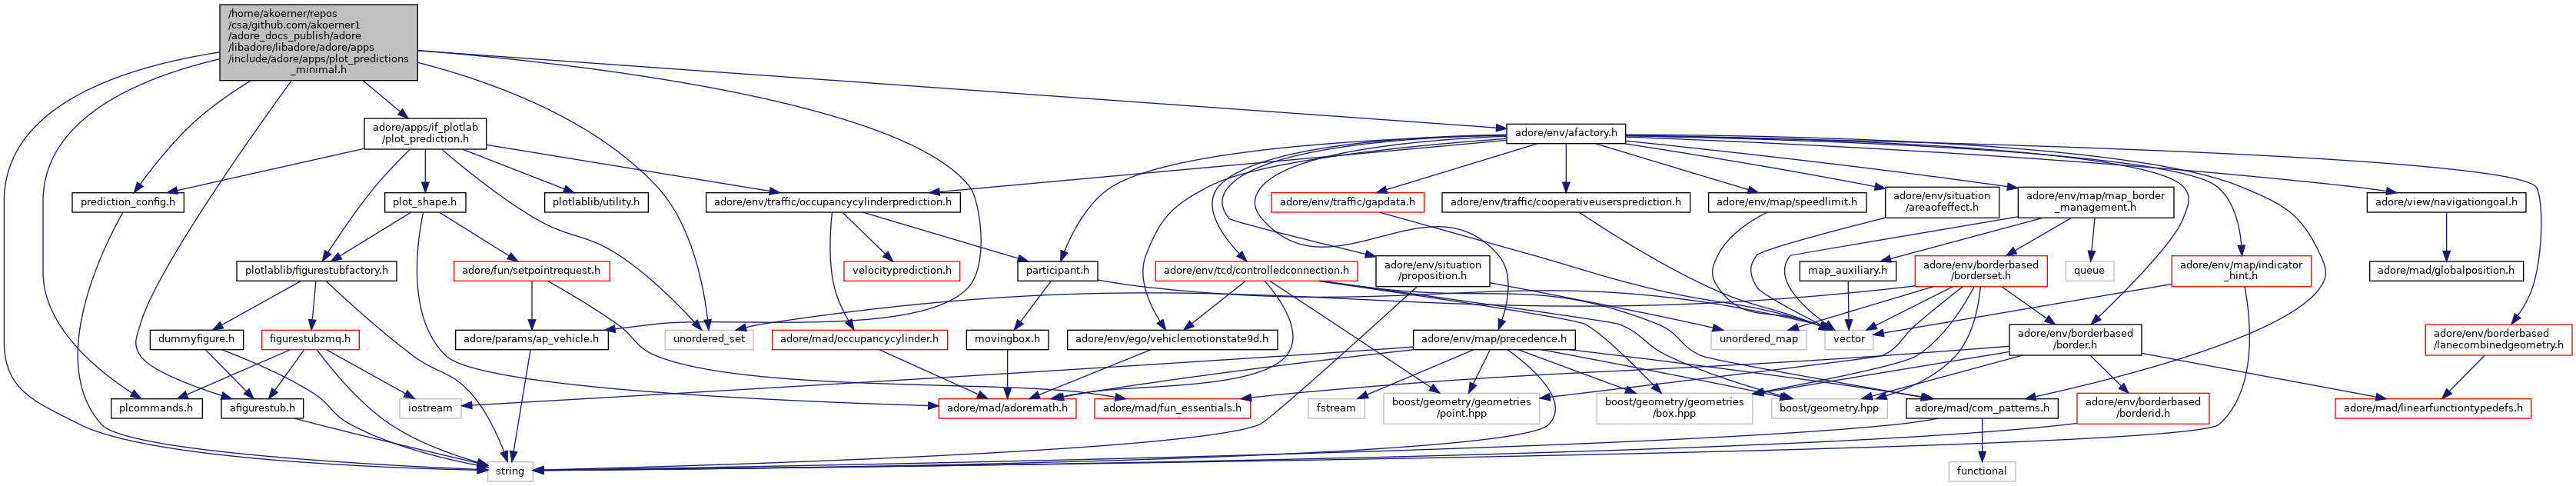 /home/akoerner/repos
/csa/github.com/akoerner1
/adore_docs_publish/adore
/libadore/libadore/adore/apps
/include/adore/apps/plot_predictions
_minimal.h
adore/apps/if_plotlab
/plot_prediction.h
adore/env/afactory.h
prediction_config.h
plot_shape.h
plotlablib/utility.h
adore/env/traffic/occupancycylinderprediction.h
adore/env/traffic/gapdata.h
adore/env/traffic/cooperativeusersprediction.h
adore/env/map/speedlimit.h
adore/env/situation
/areaofeffect.h
adore/env/map/map_border
_management.h
adore/view/navigationgoal.h
plotlablib/figurestubfactory.h
adore/fun/setpointrequest.h
velocityprediction.h
participant.h
adore/env/tcd/controlledconnection.h
adore/env/situation
/proposition.h
map_auxiliary.h
adore/env/borderbased
/borderset.h
queue
adore/env/map/indicator
_hint.h
adore/mad/globalposition.h
dummyfigure.h
figurestubzmq.h
adore/params/ap_vehicle.h
unordered_set
adore/mad/occupancycylinder.h
movingbox.h
adore/env/ego/vehiclemotionstate9d.h
adore/env/map/precedence.h
unordered_map
vector
adore/env/borderbased
/border.h
adore/env/borderbased
/lanecombinedgeometry.h
plcommands.h
afigurestub.h
iostream
adore/mad/adoremath.h
adore/mad/fun_essentials.h
fstream
boost/geometry/geometries
/point.hpp
boost/geometry/geometries
/box.hpp
boost/geometry.hpp
adore/mad/com_patterns.h
adore/env/borderbased
/borderid.h
adore/mad/linearfunctiontypedefs.h
string
functional